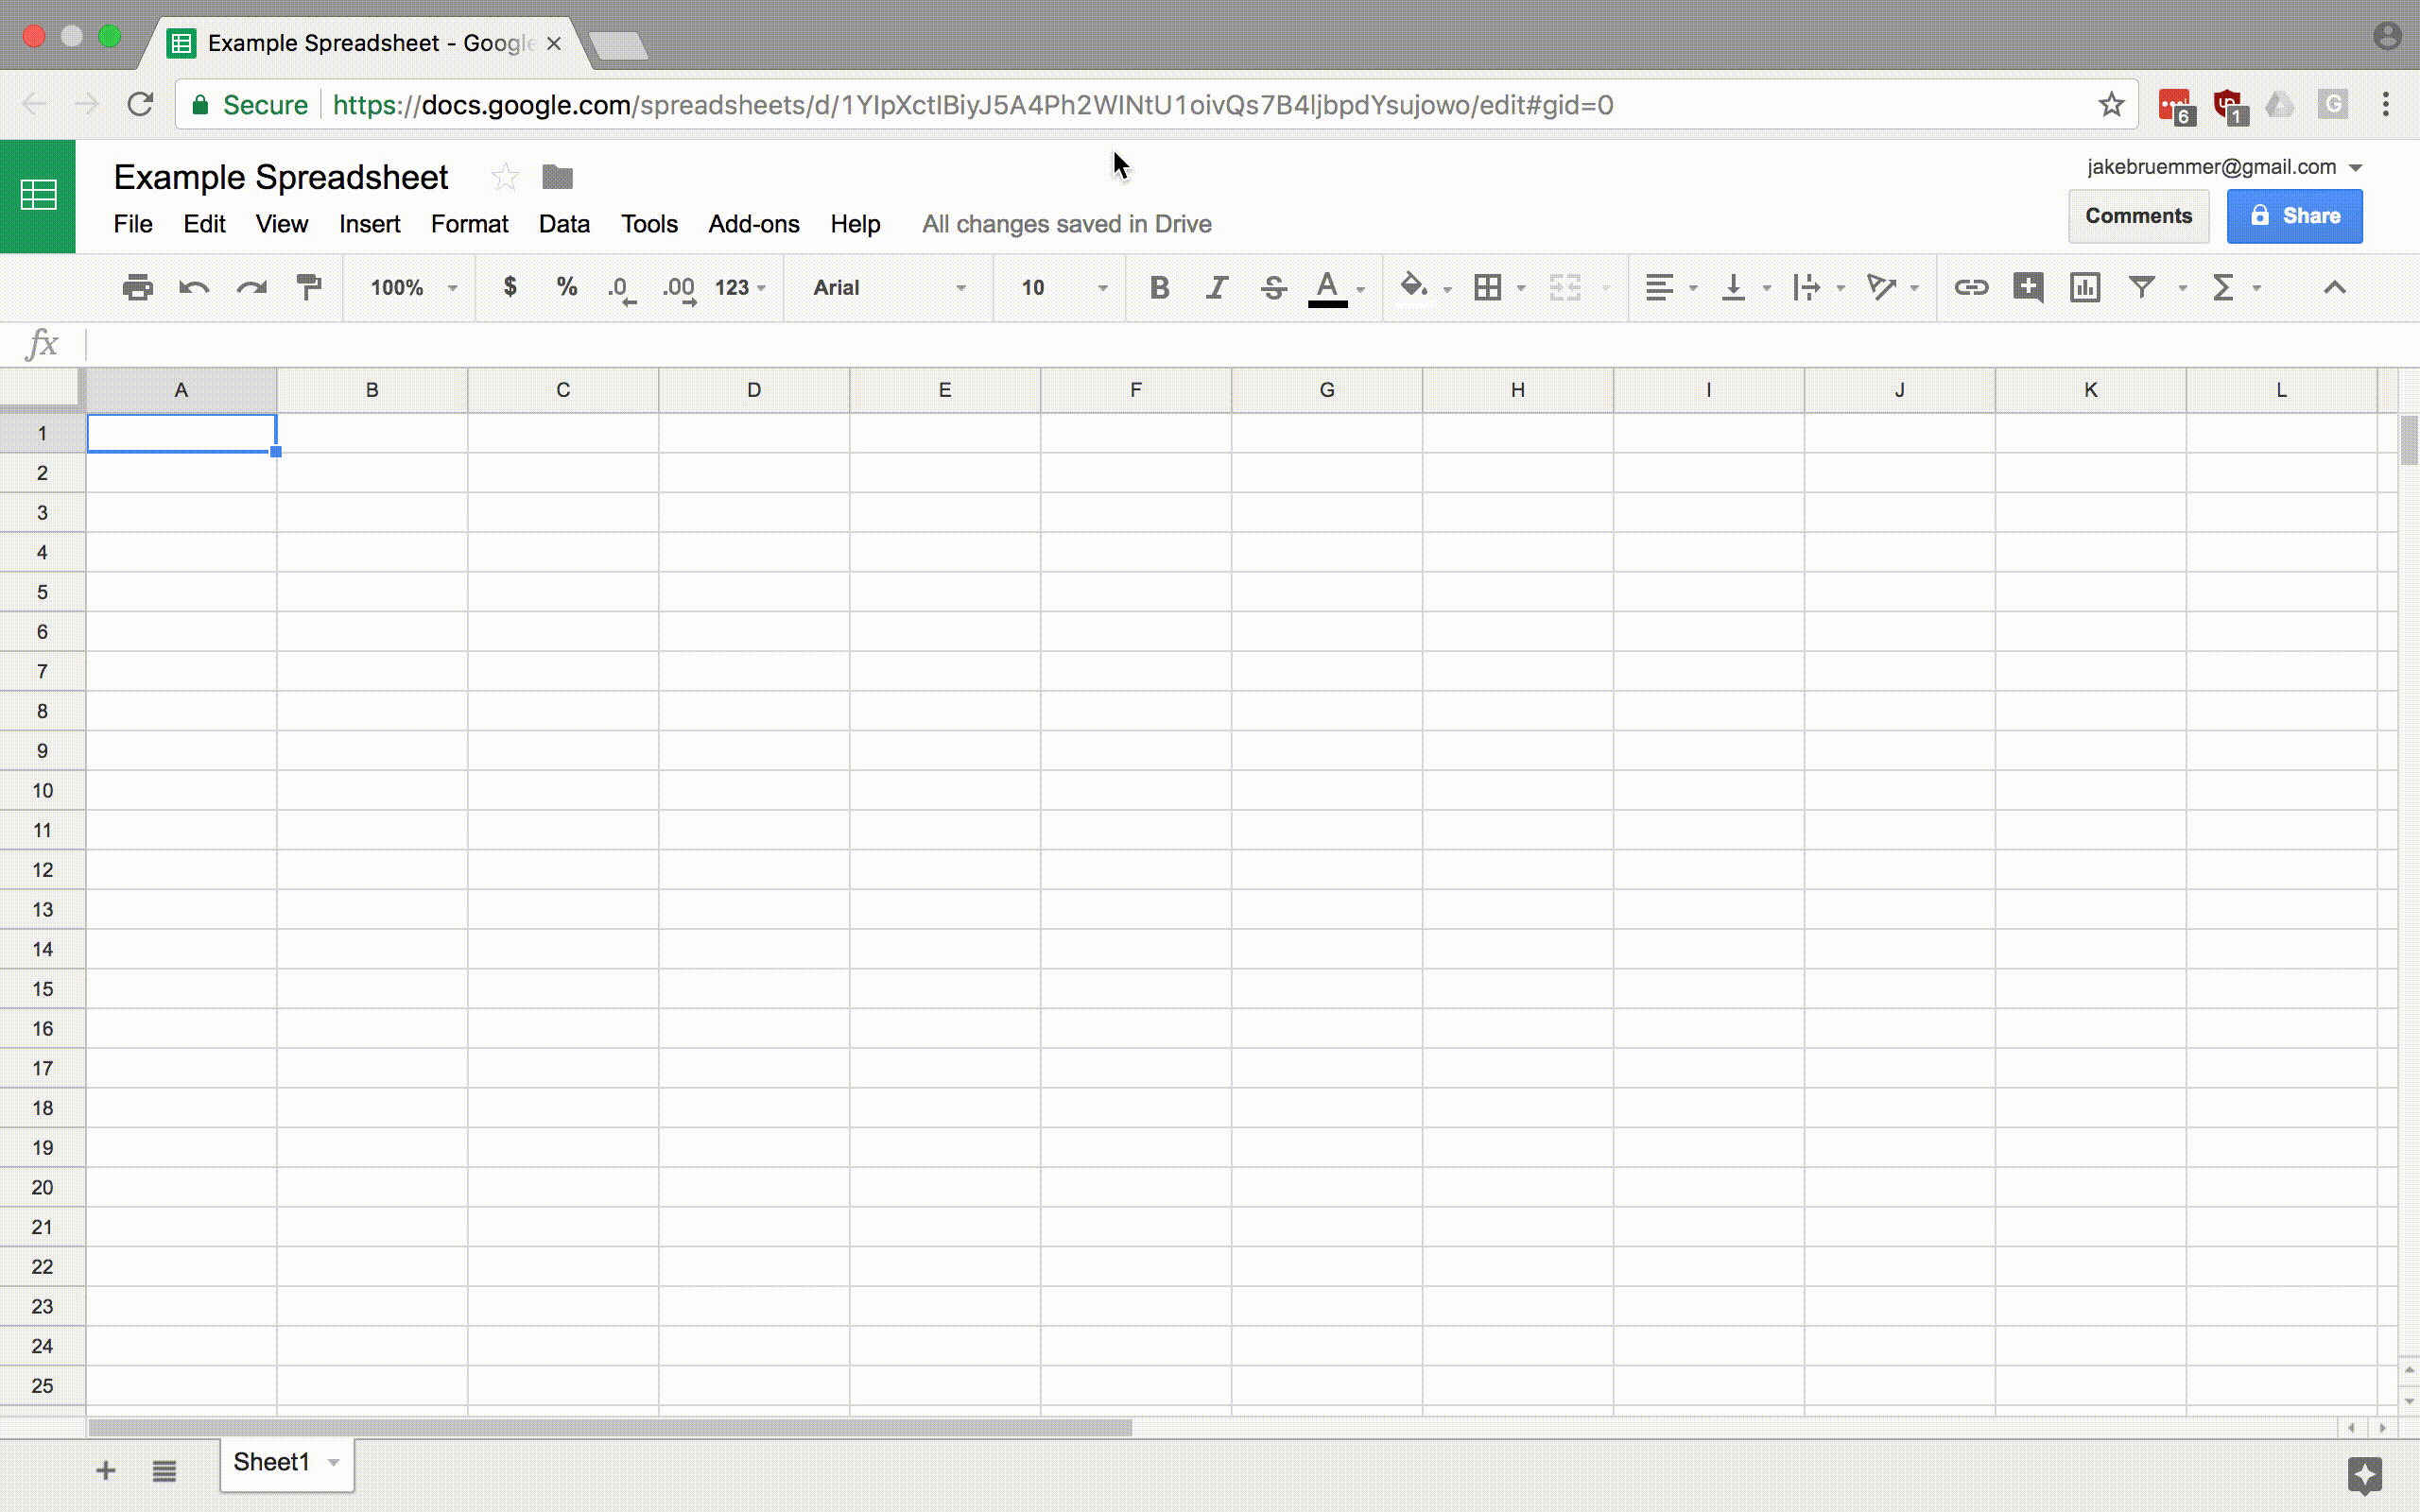 Example Spreadsheet - Google
Secure https://docs.google.com/spreadsheets/d/1YIpXctIBiyJ5A4Ph2WINtU1oivQs7B4ljbpdYsujowo/edit#gid=0
6
1
G
Example Spreadsheet
jakebruemmer@gmail.com
File Edit View Insert Format Data Tools Add-ons Help All changes saved in Drive
Comments
Share
100% $ % .0 .00 123 Arial 10 B I S A
fx
A B C D E F G H I J K L
1
2
3
4
5
6
7
8
9
10
11
12
13
14
15
16
17
18
19
20
21
22
23
24
25
Sheet1